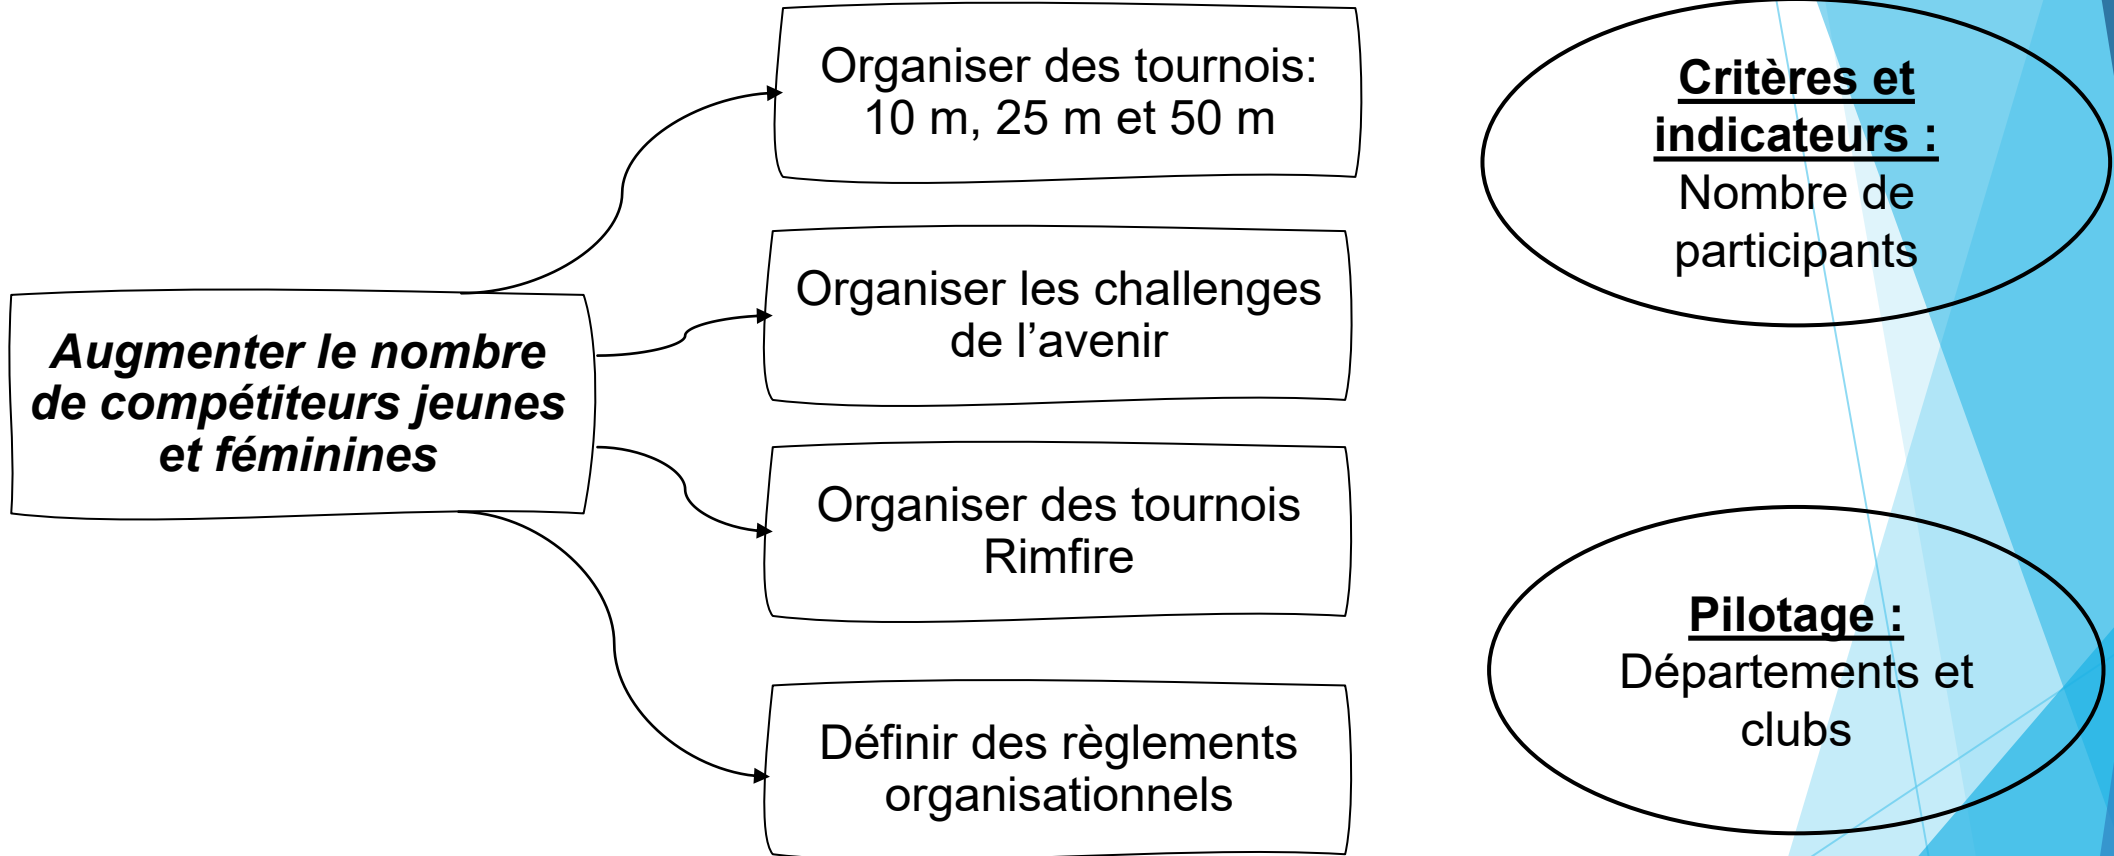 Organiser des tournois:
10 m, 25 m et 50 m
Critères et
indicateurs :
Nombre de
participants
Organiser les challenges
de l’avenir
Augmenter le nombre
de compétiteurs jeunes
et féminines
Organiser des tournois
Rimfire
Pilotage :
Départements et
clubs
Définir des règlements
organisationnels